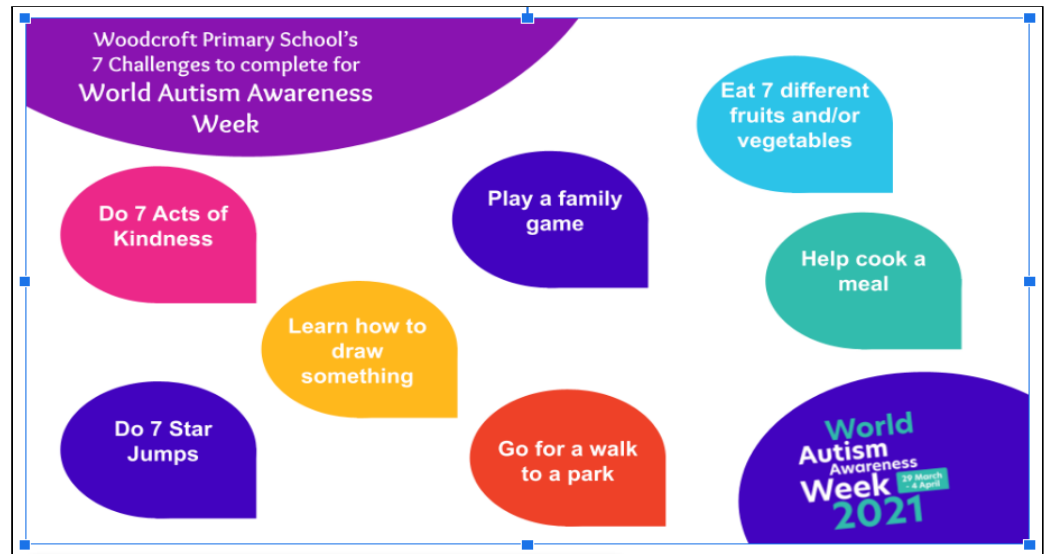 Woodcroft Primary School's
7 Challenges to complete for
World Autism Awareness
Week
Eat 7 different
fruits and/or
vegetables
Do 7 Acts of
Kindness
Play a family
game
Help cook a
meal
Learn how to
draw
something
Do 7 Star
Jumps
Go for a walk
to a park
World
Autism
Awareness
Week
29 March
- 4 April
2021